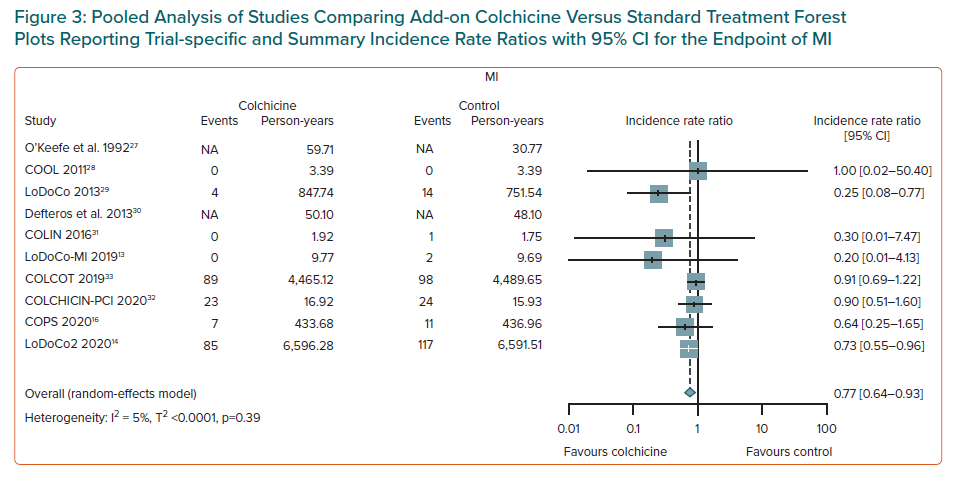 Figure 3: Pooled Analysis of Studies Comparing Add-on Colchicine Versus Standard Treatment Forest
Plots Reporting Trial-specific and Summary Incidence Rate Ratios with 95% CI for the Endpoint of MI
MI
Colchicine Control
Study Events Person-years Events Person-years Incidence rate ratio Incidence rate ratio
[95% CI]
O'Keefe et al. 1992²⁷ NA 59.71 NA 30.77
COOL 2011²⁸ 0 3.39 0 3.39 1.00 [0.02–50.40]
LoDoCo 2013²⁹ 4 847.74 14 751.54 0.25 [0.08–0.77]
Defteros et al. 2013³⁰ NA 50.10 NA 48.10
COLIN 2016³¹ 0 1.92 1 1.75 0.30 [0.01–7.47]
LoDoCo-MI 2019¹³ 0 9.77 2 9.69 0.20 [0.01–4.13]
COLCOT 2019³³ 89 4,465.12 98 4,489.65 0.91 [0.69–1.22]
COLCHICIN-PCI 2020³² 23 16.92 24 15.93 0.90 [0.51–1.60]
COPS 2020¹⁶ 7 433.68 11 436.96 0.64 [0.25–1.65]
LoDoCo2 2020¹⁴ 85 6,596.28 117 6,591.51 0.73 [0.55–0.96]
Overall (random-effects model) 0.77 [0.64–0.93]
Heterogeneity: I² = 5%, T² <0.0001, p=0.39
0.01 0.1 1 10 100
Favours colchicine Favours control